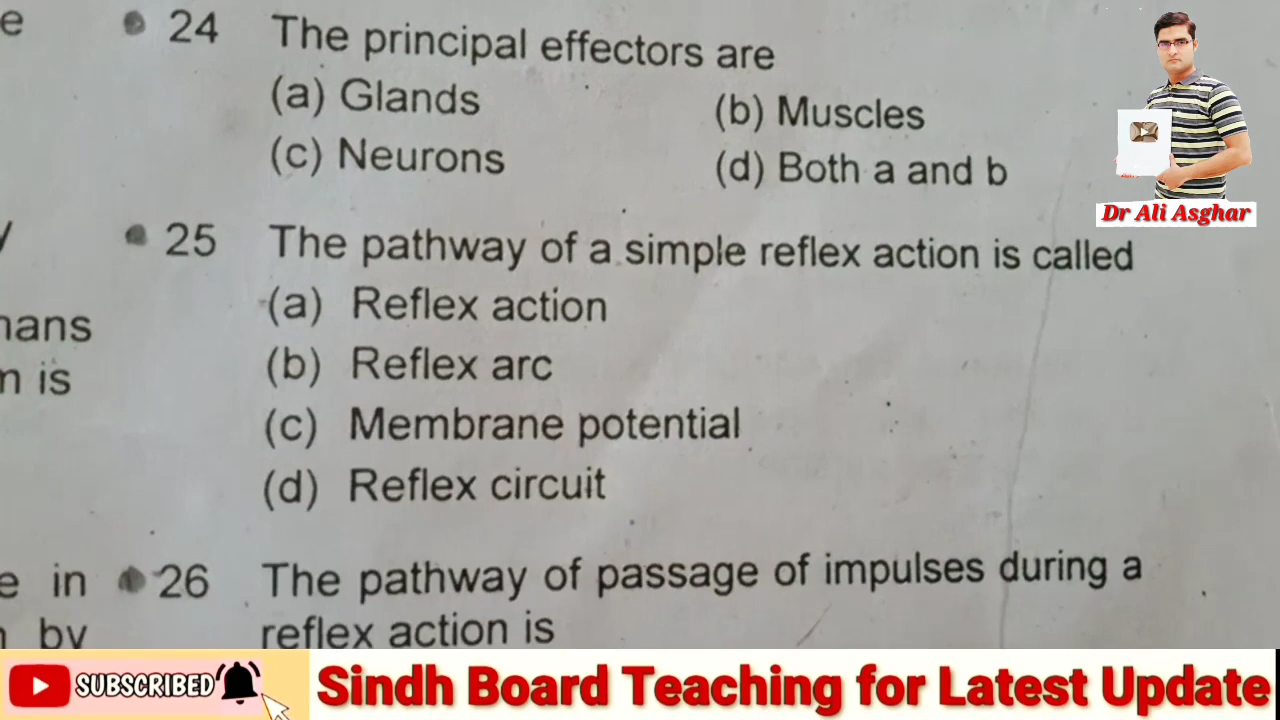 e
24 The principal effectors are
(a) Glands (b) Muscles
(c) Neurons (d) Both a and b
Dr Ali Asghar
y
25 The pathway of a simple reflex action is called
(a) Reflex action
nans
(b) Reflex arc
n is
(c) Membrane potential
(d) Reflex circuit
e in 26 The pathway of passage of impulses during a
by reflex action is
SUBSCRIBED Sindh Board Teaching for Latest Update